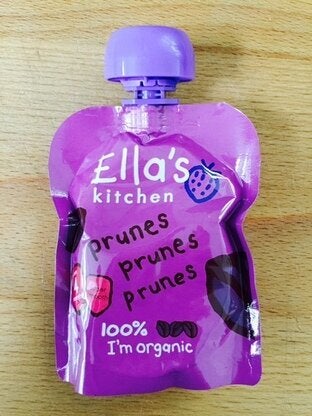 Ella's
kitchen
prunes
prunes
prunes
100%
I'm organic